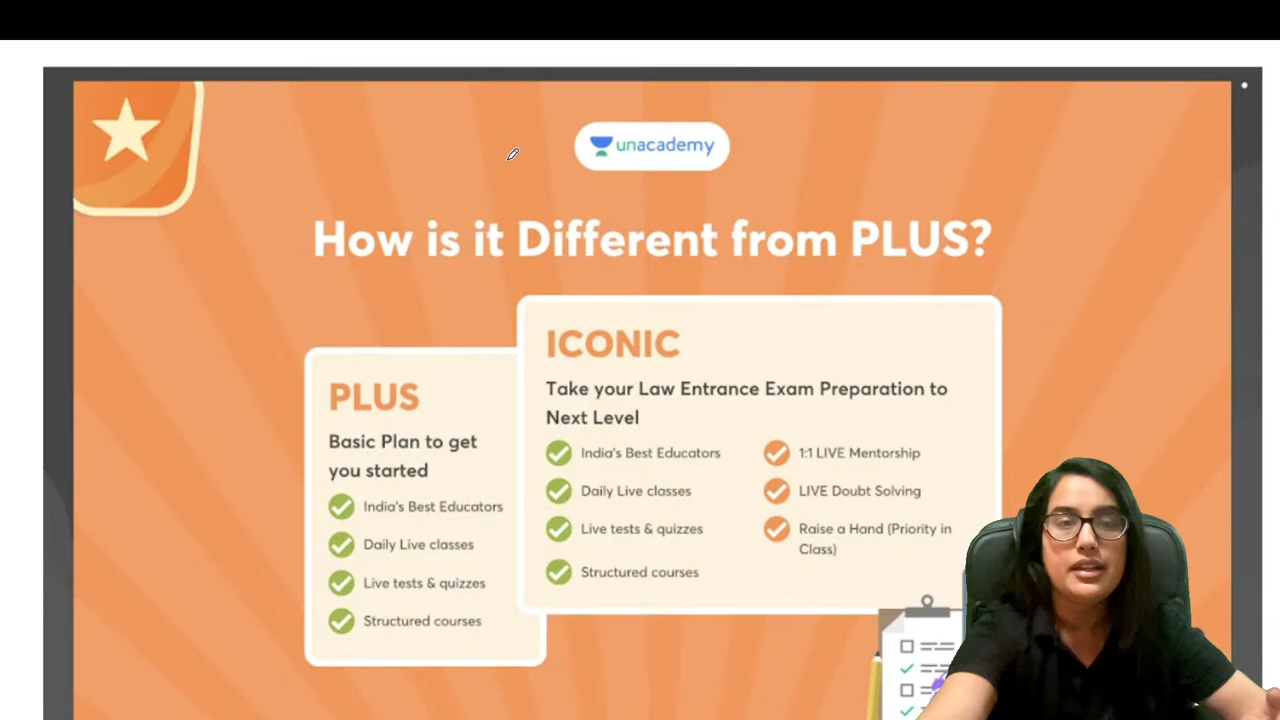 unacademy
How is it Different from PLUS?
PLUS
Basic Plan to get
you started
India's Best Educators
Daily Live classes
Live tests & quizzes
Structured courses
ICONIC
Take your Law Entrance Exam Preparation to
Next Level
India's Best Educators
Daily Live classes
Live tests & quizzes
Structured courses
1:1 LIVE Mentorship
LIVE Doubt Solving
Raise a Hand (Priority in
Class)